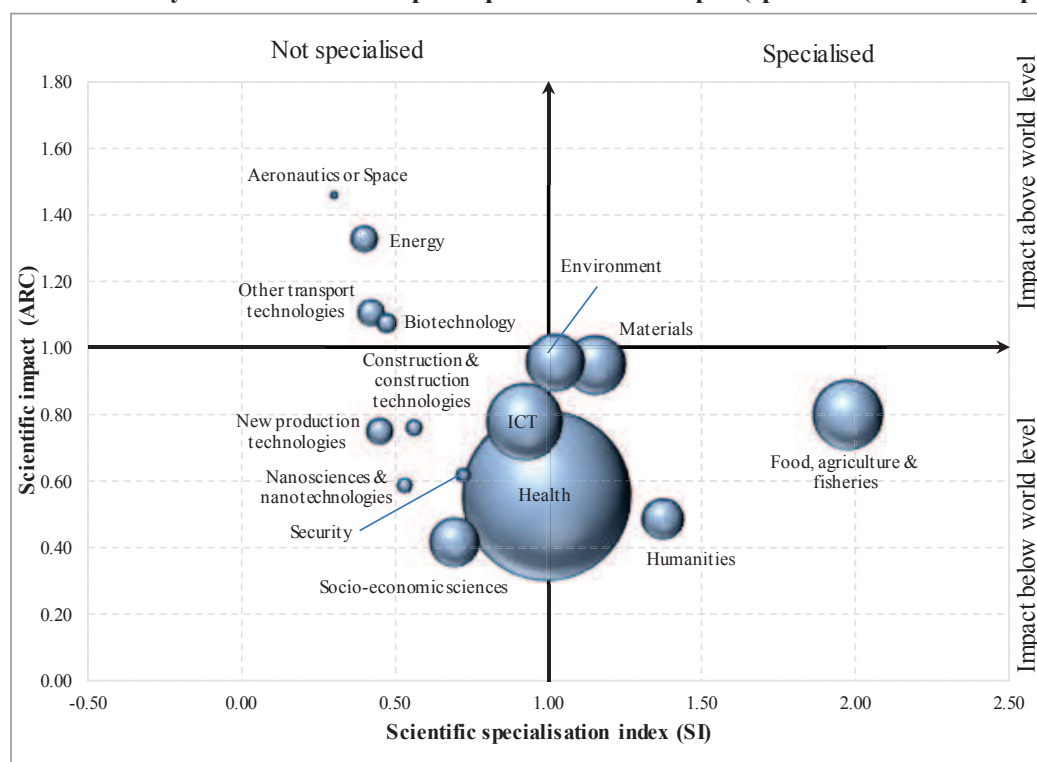 Not specialised
Specialised
1.80
1.60
1.40
1.20
1.00
0.80
0.60
0.40
0.20
0.00
-0.50
0.00
0.50
1.00
1.50
2.00
2.50
Scientific impact (ARC)
Scientific specialisation index (SI)
Impact above world level
Impact below world level
Aeronautics or Space
Energy
Other transport
technologies
Biotechnology
Environment
Materials
Construction &
construction
technologies
New production
technologies
ICT
Nanosciences &
nanotechnologies
Security
Health
Food, agriculture &
fisheries
Humanities
Socio-economic sciences